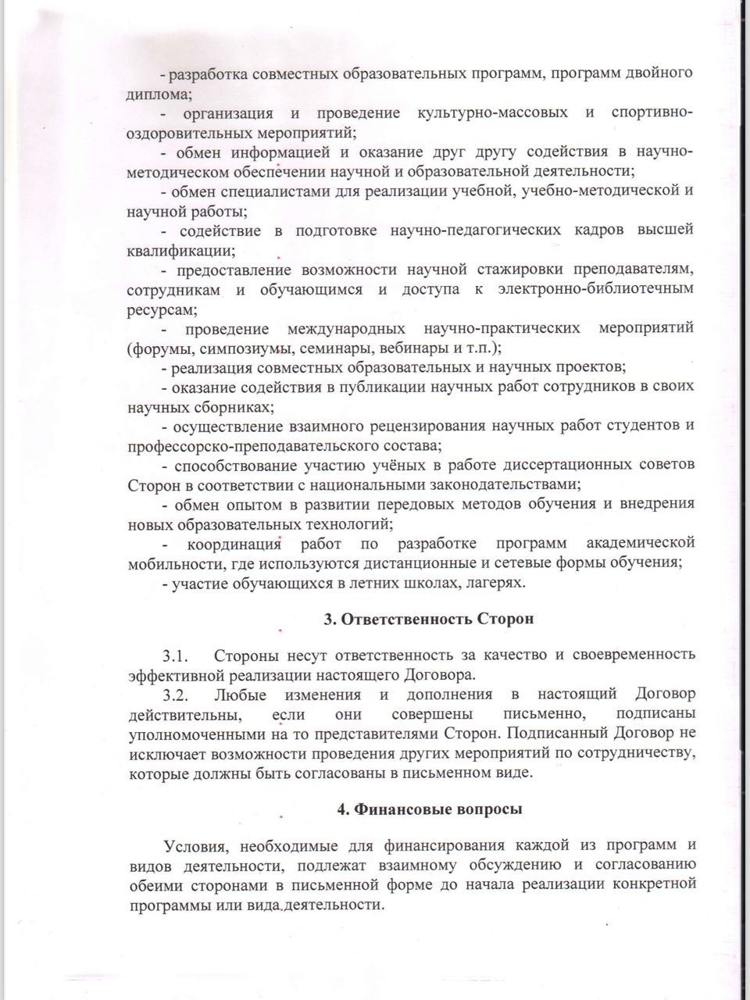 - разработка совместных образовательных программ, программ двойного
диплома;
- организация и проведение культурно-массовых и спортивно-
оздоровительных мероприятий;
- обмен информацией и оказание друг другу содействия в научно-
методическом обеспечении научной и образовательной деятельности;
- обмен специалистами для реализации учебной, учебно-методической и
научной работы;
- содействие в подготовке научно-педагогических кадров высшей
квалификации;
- предоставление возможности научной стажировки преподавателям,
сотрудникам и обучающимся и доступа к электронно-библиотечным
ресурсам;
- проведение международных научно-практических мероприятий
(форумы, симпозиумы, семинары, вебинары и т.п.);
- реализация совместных образовательных и научных проектов;
- оказание содействия в публикации научных работ сотрудников в своих
научных сборниках;
- осуществление взаимного рецензирования научных работ студентов и
профессорско-преподавательского состава;
- способствование участию учёных в работе диссертационных советов
Сторон в соответствии с национальными законодательствами;
- обмен опытом в развитии передовых методов обучения и внедрения
новых образовательных технологий;
- координация работ по разработке программ академической
мобильности, где используются дистанционные и сетевые формы обучения;
- участие обучающихся в летних школах, лагерях.
3. Ответственность Сторон
3.1. Стороны несут ответственность за качество и своевременность
эффективной реализации настоящего Договора.
3.2. Любые изменения и дополнения в настоящий Договор
действительны, если они совершены письменно, подписаны
уполномоченными на то представителями Сторон. Подписанный Договор не
исключает возможности проведения других мероприятий по сотрудничеству,
которые должны быть согласованы в письменном виде.
4. Финансовые вопросы
Условия, необходимые для финансирования каждой из программ и
видов деятельности, подлежат взаимному обсуждению и согласованию
обеими сторонами в письменной форме до начала реализации конкретной
программы или вида деятельности.